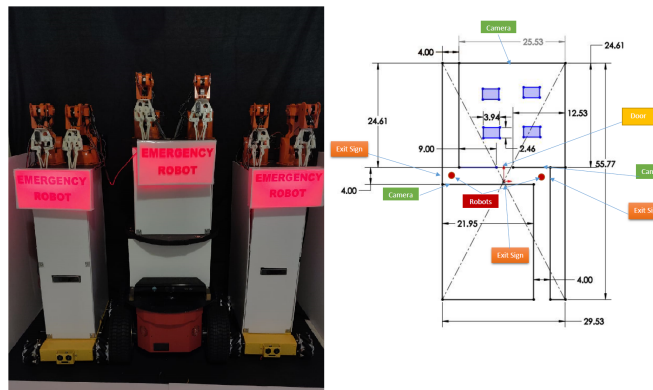 EMERGENCY
ROBOT
EMERGENCY
ROBOT
EMERGENCY
ROBOT
Camera
25.53
4.00
24.61
24.61
3.94
12.53
2.46
9.00
Door
Exit Sign
55.77
4.00
Camera
Robots
21.95
Exit Sign
4.00
29.53